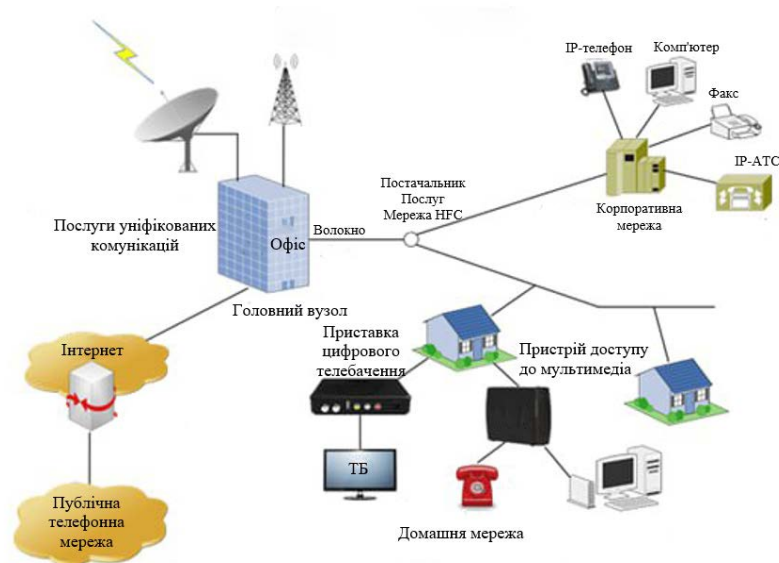 IP-телефон
Комп'ютер
Факс
IP-АТС
Корпоративна
мережа
Постачальник
Послуг
Мережа HFC
Волокно
Послуги уніфікованих
комунікацій
Офіс
Головний вузол
Інтернет
Публічна
телефонна
мережа
Приставка
цифрового
телебачення
ТБ
Пристрій доступу
до мультимедіа
Домашня мережа